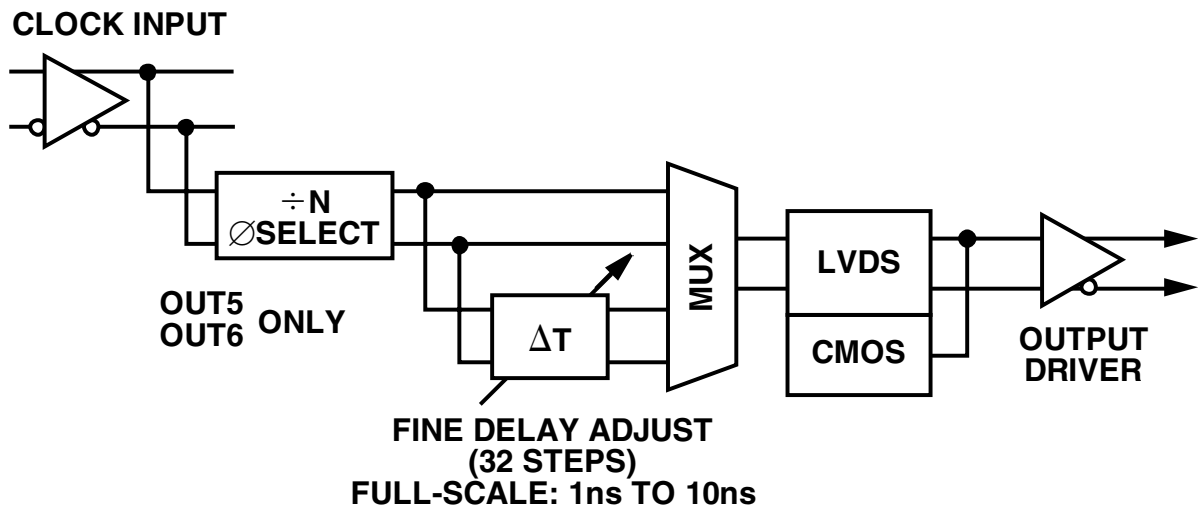 CLOCK INPUT
÷N
∅SELECT
OUT5
OUT6
ONLY
ΔT
MUX
LVDS
CMOS
OUTPUT
DRIVER
FINE DELAY ADJUST
(32 STEPS)
FULL-SCALE: 1ns TO 10ns